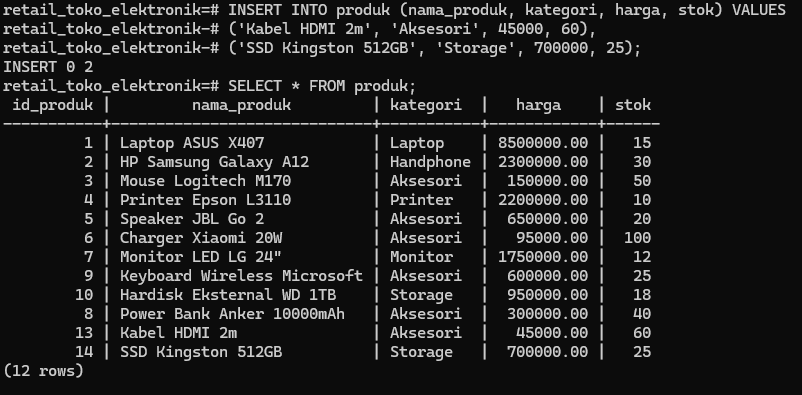 retail_toko_elektronik=# INSERT INTO produk (nama_produk, kategori, harga, stok) VALUES
retail_toko_elektronik-# ('Kabel HDMI 2m', 'Aksesori', 45000, 60),
retail_toko_elektronik-# ('SSD Kingston 512GB', 'Storage', 700000, 25);
INSERT 0 2
retail_toko_elektronik=# SELECT * FROM produk;
 id_produk |        nama_produk         | kategori  |   harga    | stok
-----------+----------------------------+-----------+------------+------
         1 | Laptop ASUS X407           | Laptop    | 8500000.00 |   15
         2 | HP Samsung Galaxy A12      | Handphone | 2300000.00 |   30
         3 | Mouse Logitech M170        | Aksesori  |  150000.00 |   50
         4 | Printer Epson L3110        | Printer   | 2200000.00 |   10
         5 | Speaker JBL Go 2           | Aksesori  |  650000.00 |   20
         6 | Charger Xiaomi 20W         | Aksesori  |   95000.00 |  100
         7 | Monitor LED LG 24"         | Monitor   | 1750000.00 |   12
         9 | Keyboard Wireless Microsoft | Aksesori  |  600000.00 |   25
        10 | Hardisk Eksternal WD 1TB   | Storage   |  950000.00 |   18
         8 | Power Bank Anker 10000mAh  | Aksesori  |  300000.00 |   40
        13 | Kabel HDMI 2m              | Aksesori  |   45000.00 |   60
        14 | SSD Kingston 512GB         | Storage   |  700000.00 |   25
(12 rows)